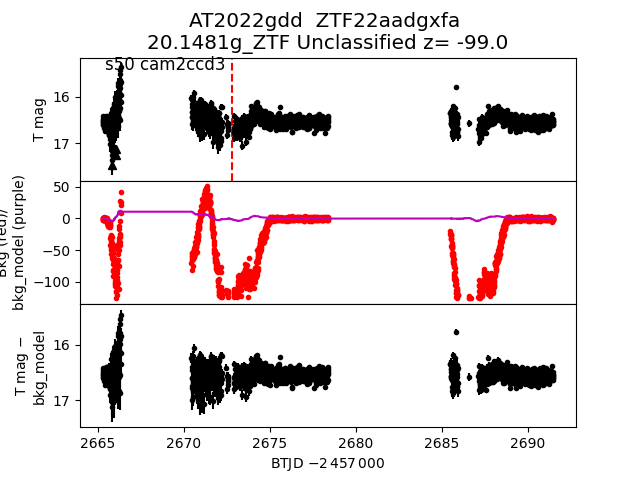 AT2022gdd  ZTF22aadgxfa
20.1481g_ZTF Unclassified z= -99.0
s50 cam2ccd3
T mag
16
17
Bkg (red)/
bkg_model (purple)
50
0
−50
−100
T mag −
bkg_model
16
17
2665
2670
2675
2680
2685
2690
BTJD −2 457 000